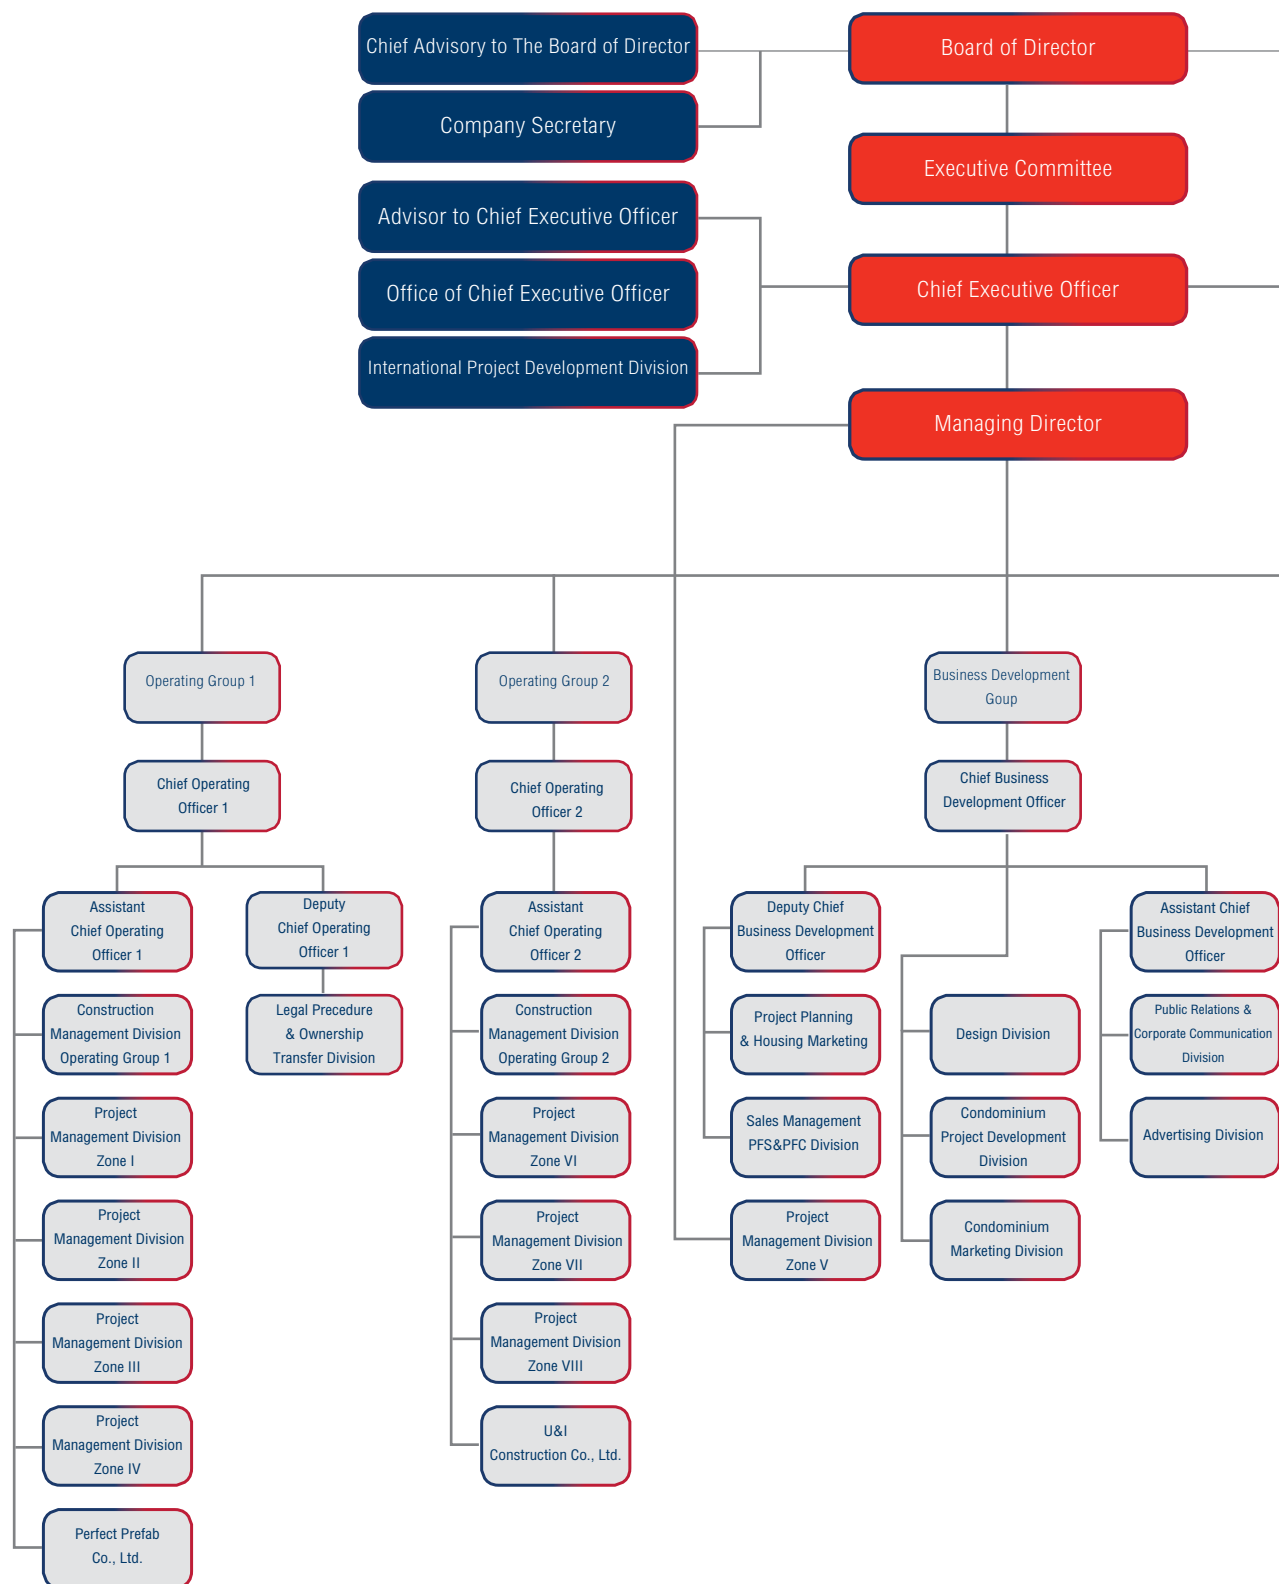 Chief Advisory to The Board of Director
Board of Director
Company Secretary
Executive Committee
Advisor to Chief Executive Officer
Office of Chief Executive Officer
Chief Executive Officer
International Project Development Division
Managing Director
Operating Group 1
Operating Group 2
Business Development
Goup
Chief Operating
Officer 1
Chief Operating
Officer 2
Chief Business
Development Officer
Assistant
Chief Operating
Officer 1
Deputy
Chief Operating
Officer 1
Assistant
Chief Operating
Officer 2
Deputy Chief
Business Development
Officer
Assistant Chief
Business Development
Officer
Construction
Management Division
Operating Group 1
Legal Precedure
& Ownership
Transfer Division
Construction
Management Division
Operating Group 2
Project Planning
& Housing Marketing
Design Division
Public Relations &
Corporate Communication
Division
Project
Management Division
Zone I
Project
Management Division
Zone VI
Sales Management
PFS&PFC Division
Condominium
Project Development
Division
Advertising Division
Project
Management Division
Zone II
Project
Management Division
Zone VII
Project
Management Division
Zone V
Condominium
Marketing Division
Project
Management Division
Zone III
Project
Management Division
Zone VIII
Project
Management Division
Zone IV
U&I
Construction Co., Ltd.
Perfect Prefab
Co., Ltd.